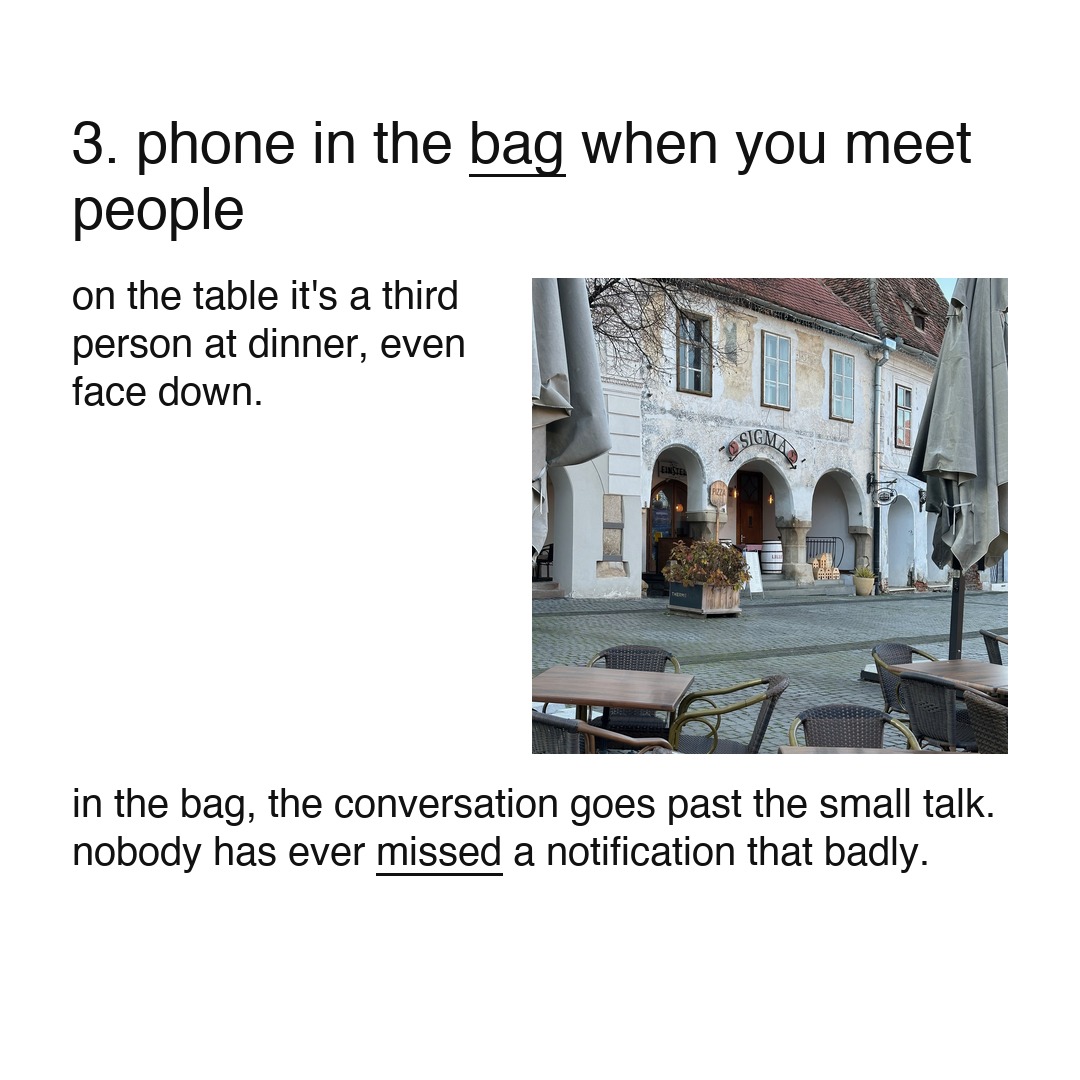 3. phone in the bag when you meet
people
on the table it's a third
person at dinner, even
face down.
SIGMA
EINSTEIN
PIZZA
THERMY
in the bag, the conversation goes past the small talk.
nobody has ever missed a notification that badly.